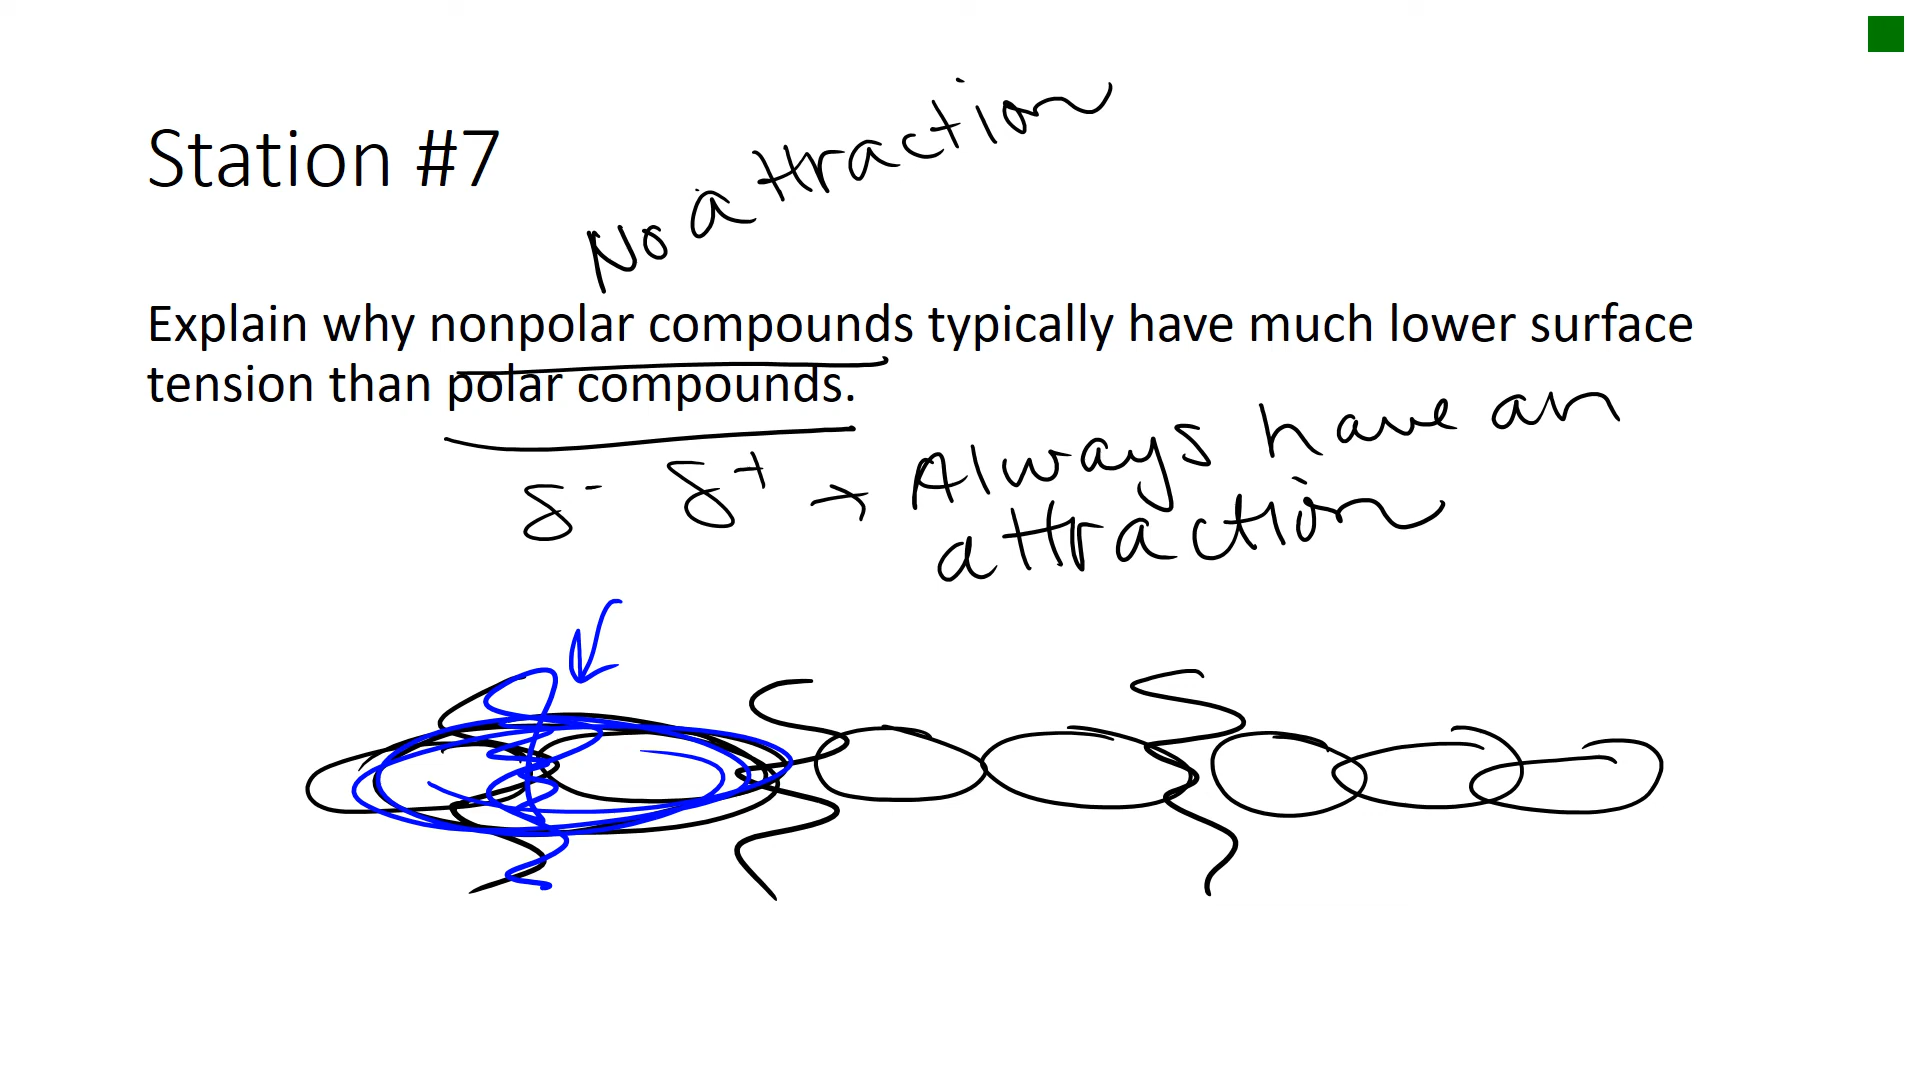 Station #7
No attraction
Explain why nonpolar compounds typically have much lower surface
tension than polar compounds.
δ⁻ δ⁺ → Always have an
attraction